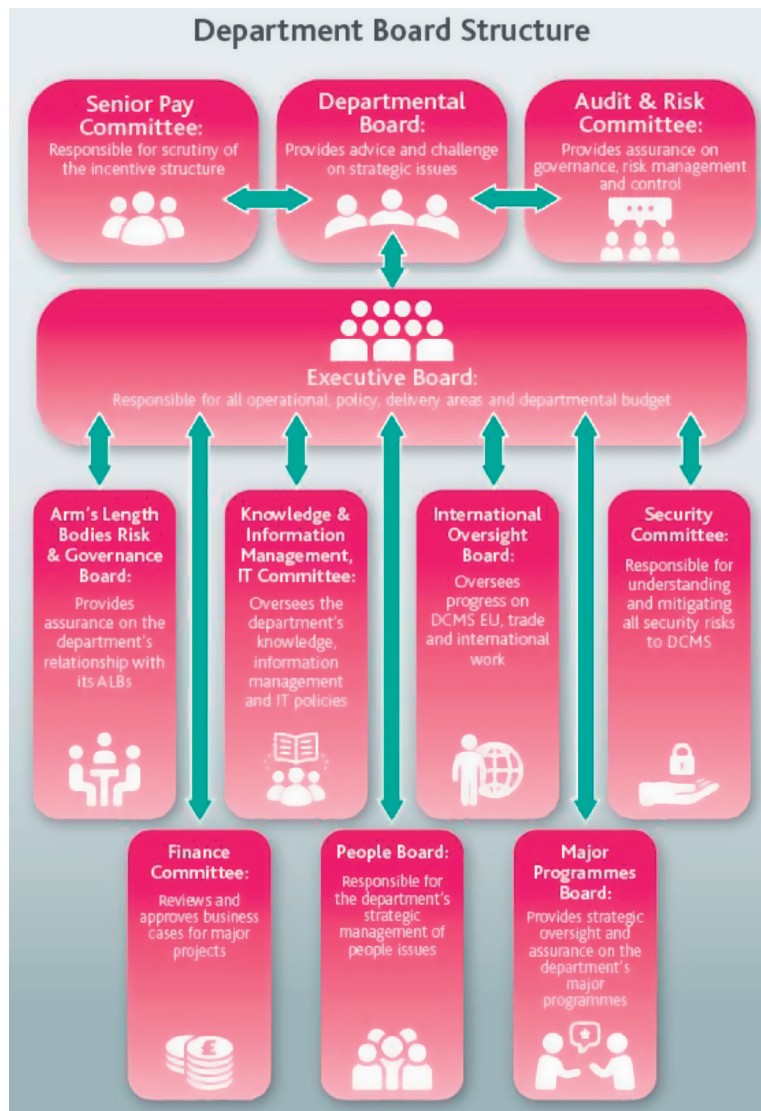 Department Board Structure
Senior Pay
Committee:
Responsible for scrutiny of
the incentive structure
Departmental
Board:
Provides advice and challenge
on strategic issues
Audit & Risk
Committee:
Provides assurance on
governance, risk management
and control
Executive Board:
Responsible for all operational, policy, delivery areas and departmental budget
Arm's Length
Bodies Risk
& Governance
Board:
Provides
assurance on the
department's
relationship with
its ALBs
Knowledge &
Information
Management,
IT Committee:
Oversees the
department's
knowledge,
information
management
and IT policies
International
Oversight
Board:
Oversees
progress on
DCMS EU, trade
and international
work
Security
Committee:
Responsible for
understanding
and mitigating
all security risks
to DCMS
Finance
Committee:
Reviews and
approves business
cases for major
projects
£
People Board:
Responsible for
the department's
strategic
management of
people issues
Major
Programmes
Board:
Provides strategic
oversight and
assurance on the
department's
major
programmes